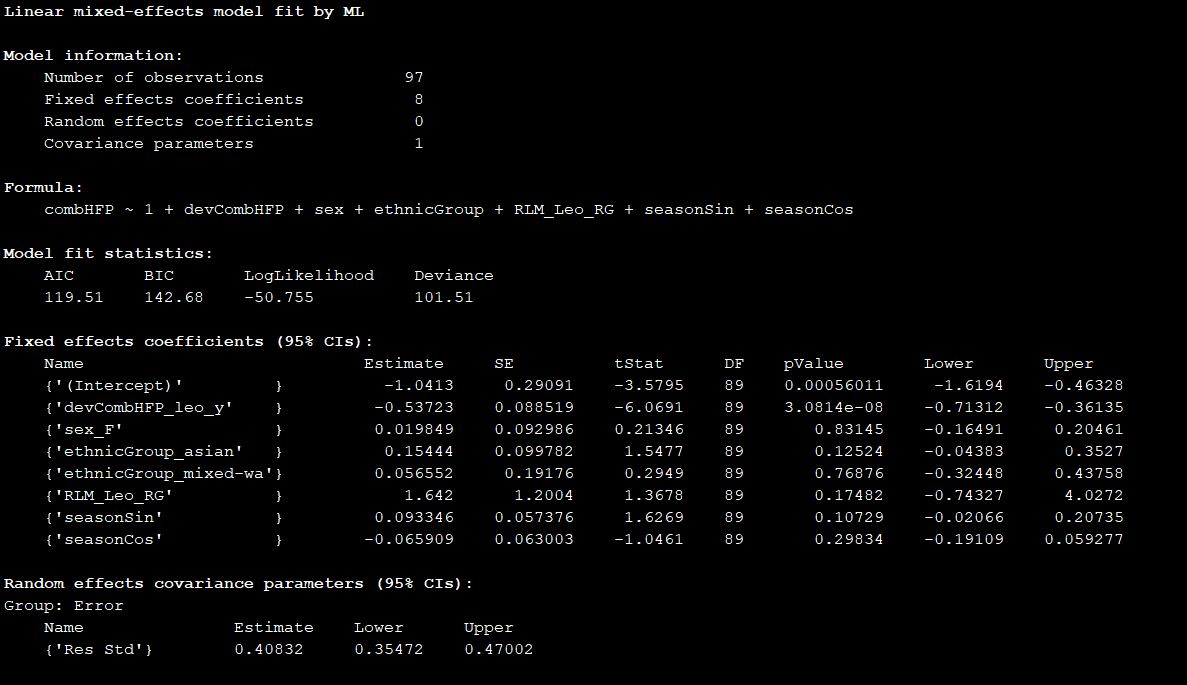 Linear mixed-effects model fit by ML
Model information:
Number of observations 97
Fixed effects coefficients 8
Random effects coefficients 0
Covariance parameters 1
Formula:
combHFP ~ 1 + devCombHFP + sex + ethnicGroup + RLM_Leo_RG + seasonSin + seasonCos
Model fit statistics:
AIC BIC LogLikelihood Deviance
119.51 142.68 -50.755 101.51
Fixed effects coefficients (95% CIs):
Name Estimate SE tStat DF pValue Lower Upper
{'(Intercept)' } -1.0413 0.29091 -3.5795 89 0.00056011 -1.6194 -0.46328
{'devCombHFP_leo_y' } -0.53723 0.088519 -6.0691 89 3.0814e-08 -0.71312 -0.36135
{'sex_F' } 0.019849 0.092986 0.21346 89 0.83145 -0.16491 0.20461
{'ethnicGroup_asian' } 0.15444 0.099782 1.5477 89 0.12524 -0.04383 0.3527
{'ethnicGroup_mixed-wa'} 0.056552 0.19176 0.2949 89 0.76876 -0.32448 0.43758
{'RLM_Leo_RG' } 1.642 1.2004 1.3678 89 0.17482 -0.74327 4.0272
{'seasonSin' } 0.093346 0.057376 1.6269 89 0.10729 -0.02066 0.20735
{'seasonCos' } -0.065909 0.063003 -1.0461 89 0.29834 -0.19109 0.059277
Random effects covariance parameters (95% CIs):
Group: Error
Name Estimate Lower Upper
{'Res Std'} 0.40832 0.35472 0.47002